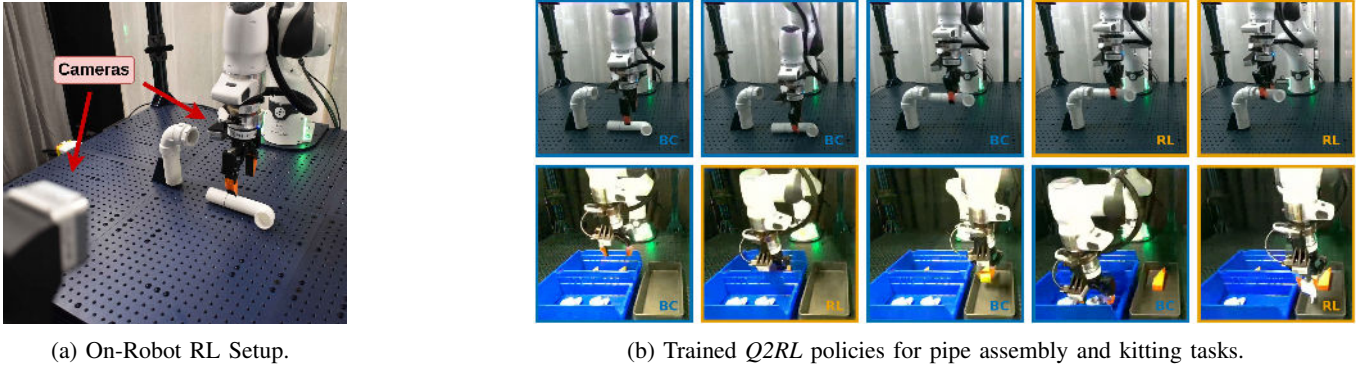 Cameras
BC
BC
BC
RL
RL
BC
RL
BC
BC
RL
(a) On-Robot RL Setup.
(b) Trained Q2RL policies for pipe assembly and kitting tasks.